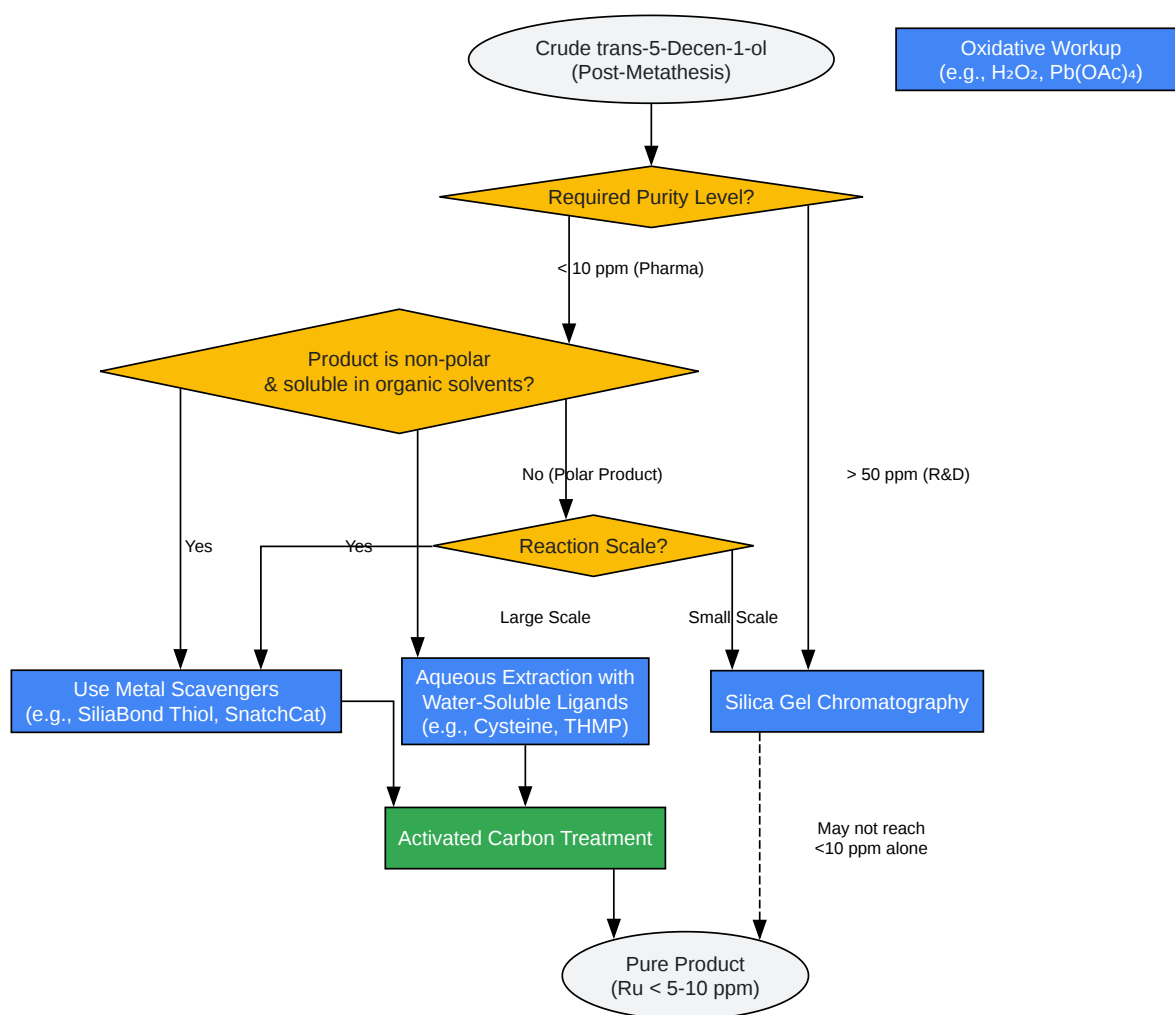 Crude trans-5-Decen-1-ol
(Post-Metathesis)
Oxidative Workup
(e.g., H₂O₂, Pb(OAc)₄)
Required Purity Level?
< 10 ppm (Pharma)
Product is non-polar
& soluble in organic solvents?
No (Polar Product)
> 50 ppm (R&D)
Yes
Yes
Reaction Scale?
Large Scale
Small Scale
Use Metal Scavengers
(e.g., SiliaBond Thiol, SnatchCat)
Aqueous Extraction with
Water-Soluble Ligands
(e.g., Cysteine, THMP)
Silica Gel Chromatography
Activated Carbon Treatment
May not reach
<10 ppm alone
Pure Product
(Ru < 5-10 ppm)